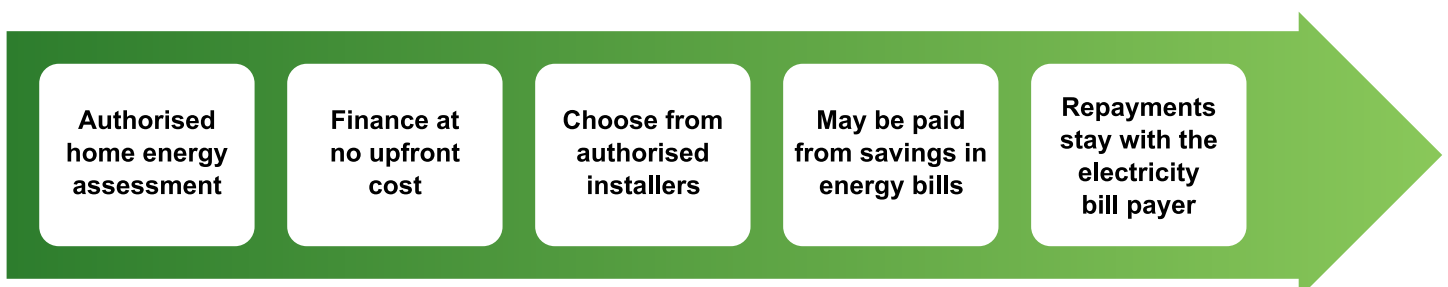 Authorised
home energy
assessment
Finance at
no upfront
cost
Choose from
authorised
installers
May be paid
from savings in
energy bills
Repayments
stay with the
electricity
bill payer